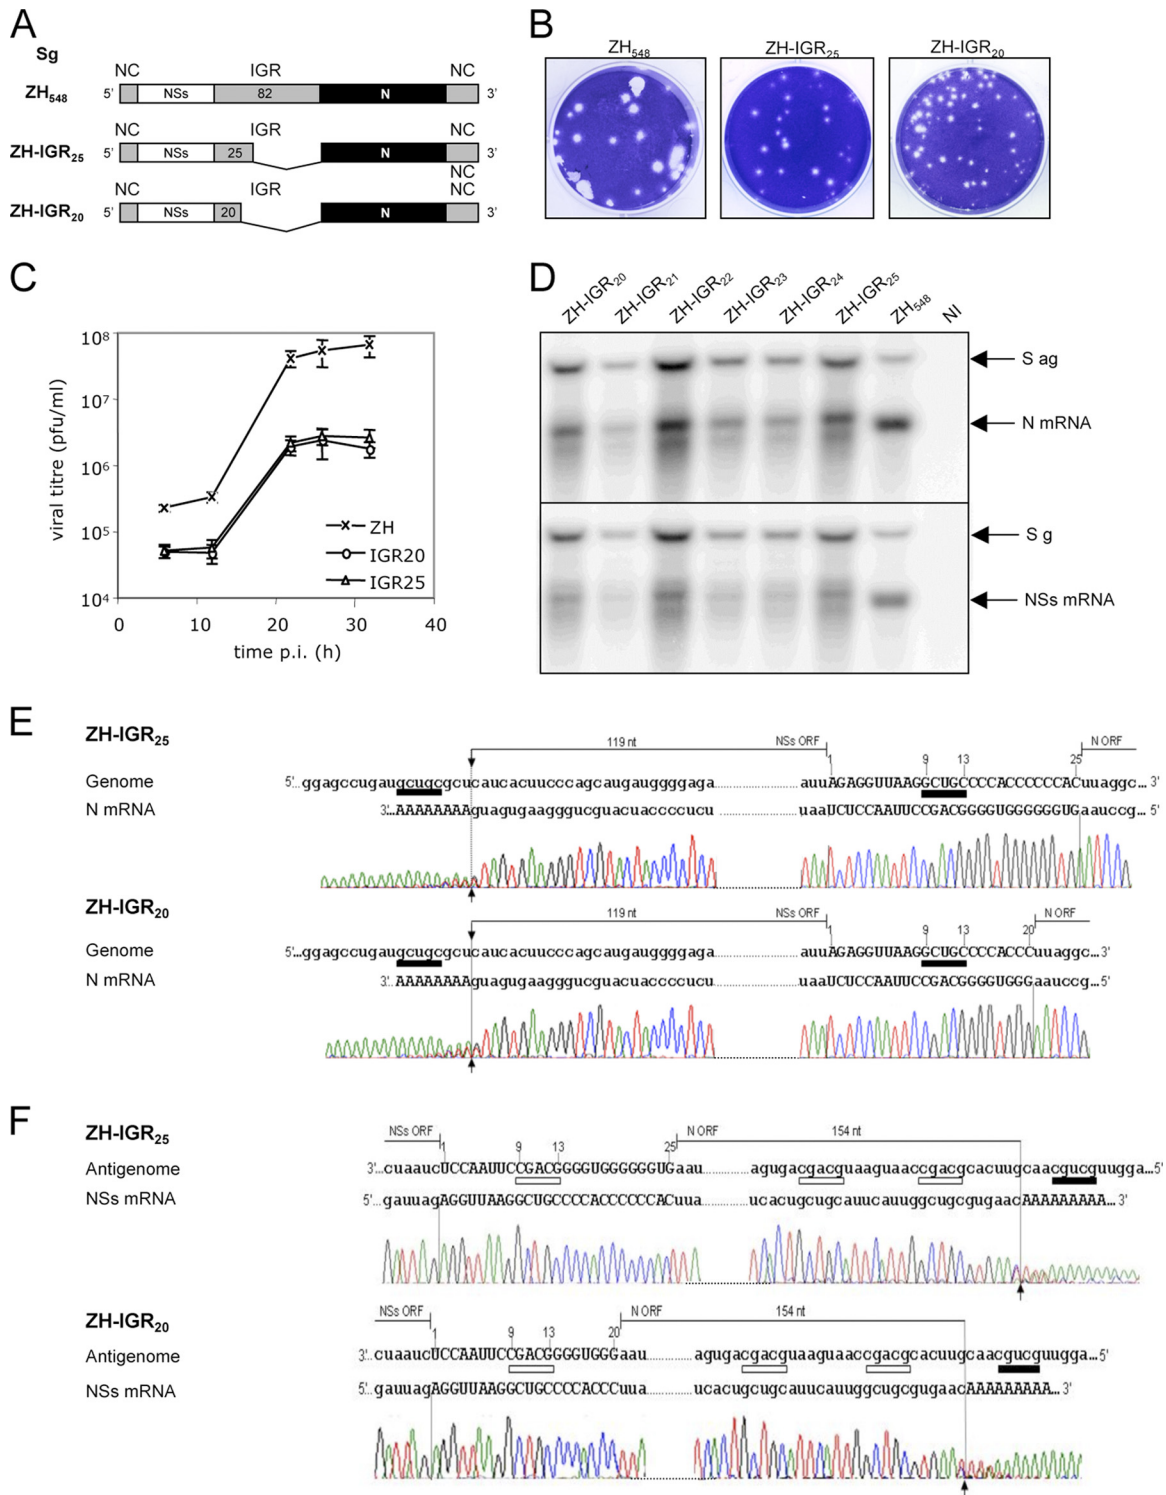 A
Sg
NC IGR NC
ZH548 5' NSs 82 N 3'
NC IGR NC
ZH-IGR25 5' NSs 25 N 3'
NC
NC IGR NC
ZH-IGR20 5' NSs 20 N 3'
B
ZH548 ZH-IGR25 ZH-IGR20
C
viral titre (pfu/ml)
10⁸
10⁷
10⁶
10⁵
10⁴
0 10 20 30 40
time p.i. (h)
ZH
IGR20
IGR25
D
ZH-IGR20 ZH-IGR21 ZH-IGR22 ZH-IGR23 ZH-IGR24 ZH-IGR25 ZH548 NI
S ag
N mRNA
S g
NSs mRNA
E
ZH-IGR25
119 nt NSs ORF N ORF
1 9 13 25
Genome 5'...ggagccugaugcugcgcucaucacuucccagcaugauggggaga auuAGAGGUUAAGGCUGCCCCACCCCCCACuuaggc...3'
N mRNA 3'...AAAAAAAAguagugaagggucguacuaccccucu uaaUCUCCAAUUCCGACGGGGUGGGGGGUGaauccg...5'
ZH-IGR20
119 nt NSs ORF N ORF
1 9 13 20
Genome 5'...ggagccugaugcugcgcucaucacuucccagcaugauggggaga auuAGAGGUUAAGGCUGCCCCACCCuuaggc...3'
N mRNA 3'...AAAAAAAAguagugaagggucguacuaccccucu uaaUCUCCAAUUCCGACGGGGUGGGaauccg...5'
F
ZH-IGR25
NSs ORF N ORF 154 nt
1 9 13 25
Antigenome 3'...cuaaucUCCAAUUCCGACGGGGUGGGGGGUGaau agugacgacguaaguaaccgacgcacuugcaacgucguugga...5'
NSs mRNA 5'...gauuagAGGUUAAGGCUGCCCCACCCCCCACuua ucacugcugcauucauuggcugcgugaacAAAAAAAAA...3'
ZH-IGR20
NSs ORF N ORF 154 nt
1 9 13 20
Antigenome 3'...cuaaucUCCAAUUCCGACGGGGUGGGaau agugacgacguaaguaaccgacgcacuugcaacgucguugga...5'
NSs mRNA 5'...gauuagAGGUUAAGGCUGCCCCACCCuua ucacugcugcauucauuggcugcgugaacAAAAAAAAA...3'